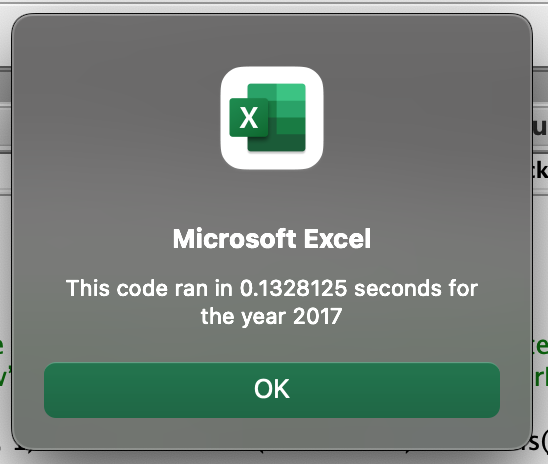 X
Microsoft Excel
This code ran in 0.1328125 seconds for
the year 2017
OK